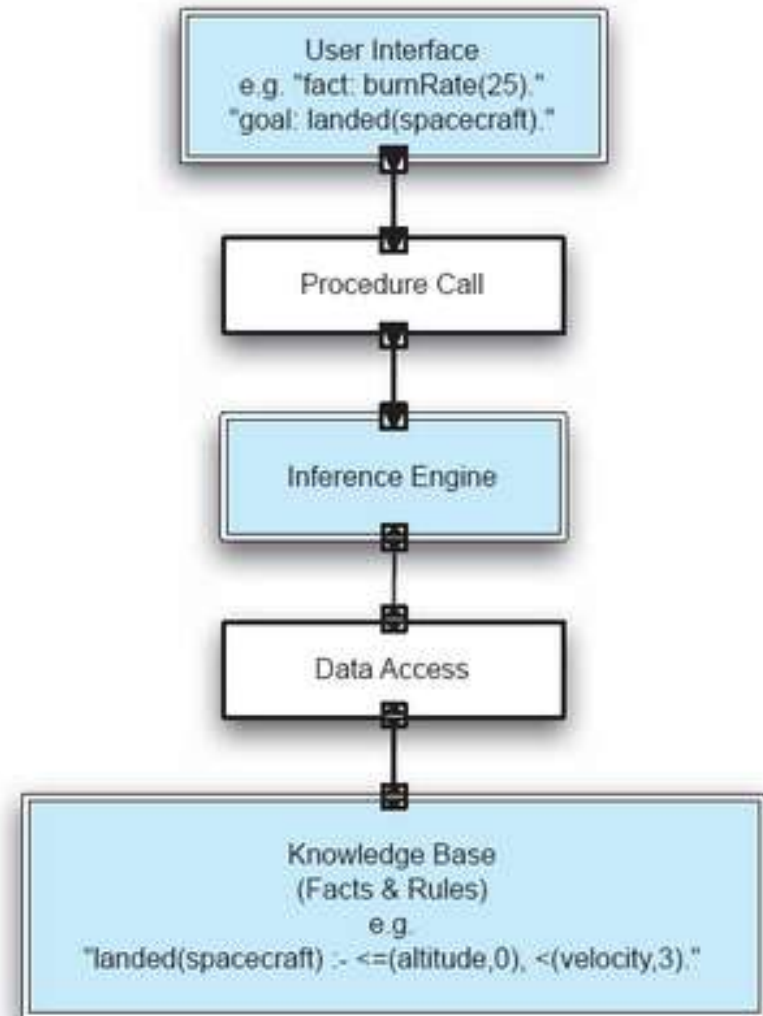 User Interface
e.g. "fact: burnRate(25)."
"goal: landed(spacecraft)."
Procedure Call
Inference Engine
Data Access
Knowledge Base
(Facts & Rules)
e.g.
"landed(spacecraft) :- <=(altitude,0), <(velocity,3)."